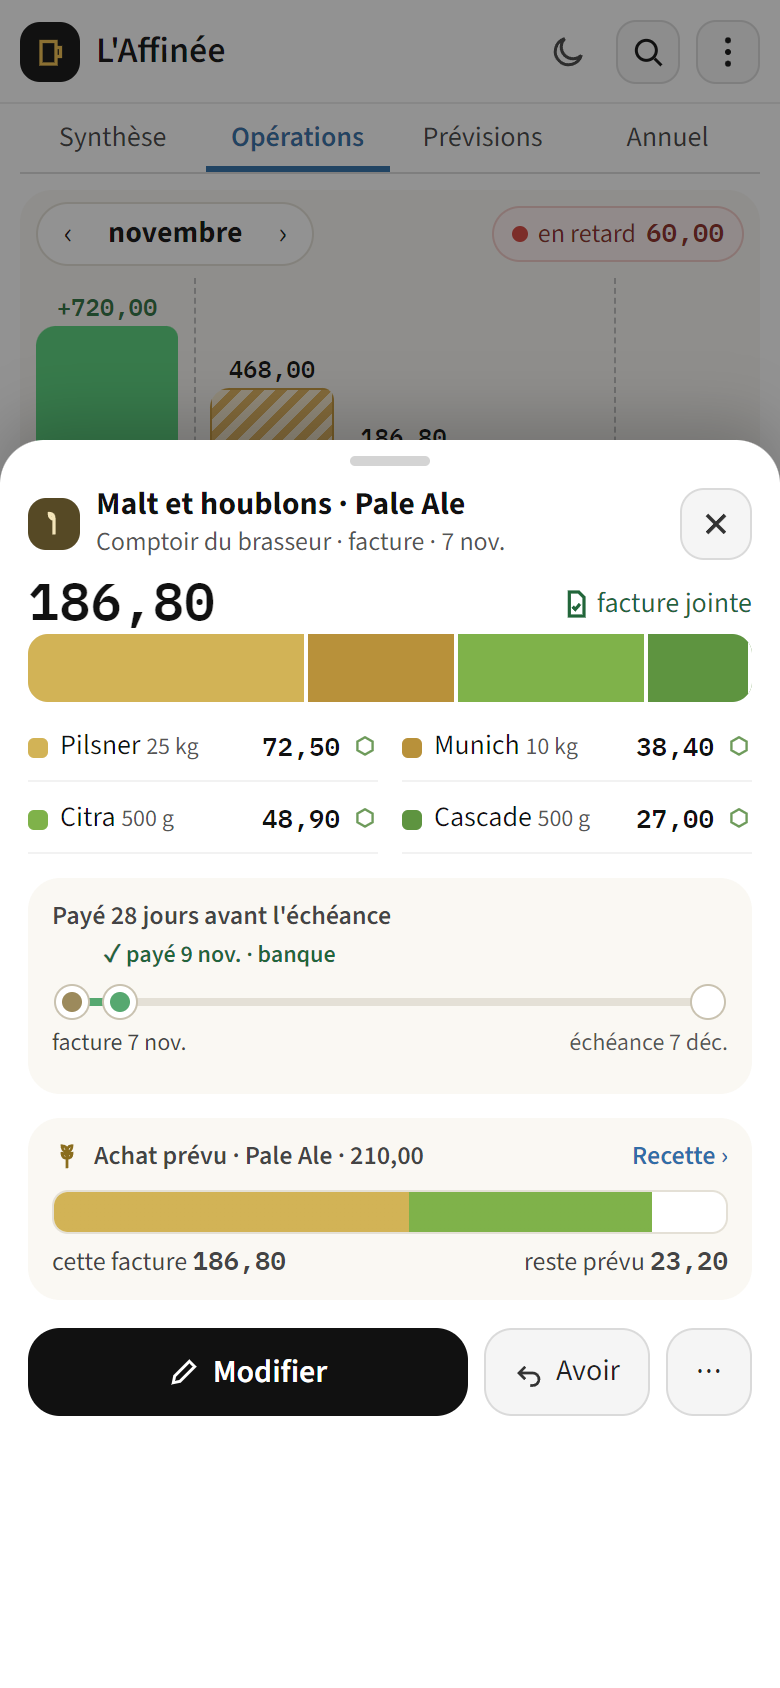 L'Affinée
Synthèse Opérations Prévisions Annuel
‹ novembre › en retard 60,00
+720,00
468,00
186,80
Malt et houblons · Pale Ale
Comptoir du brasseur · facture · 7 nov.
186,80 facture jointe
Pilsner 25 kg 72,50 Munich 10 kg 38,40
Citra 500 g 48,90 Cascade 500 g 27,00
Payé 28 jours avant l'échéance
✓ payé 9 nov. · banque
facture 7 nov. échéance 7 déc.
Achat prévu · Pale Ale · 210,00 Recette ›
cette facture 186,80 reste prévu 23,20
Modifier Avoir ···